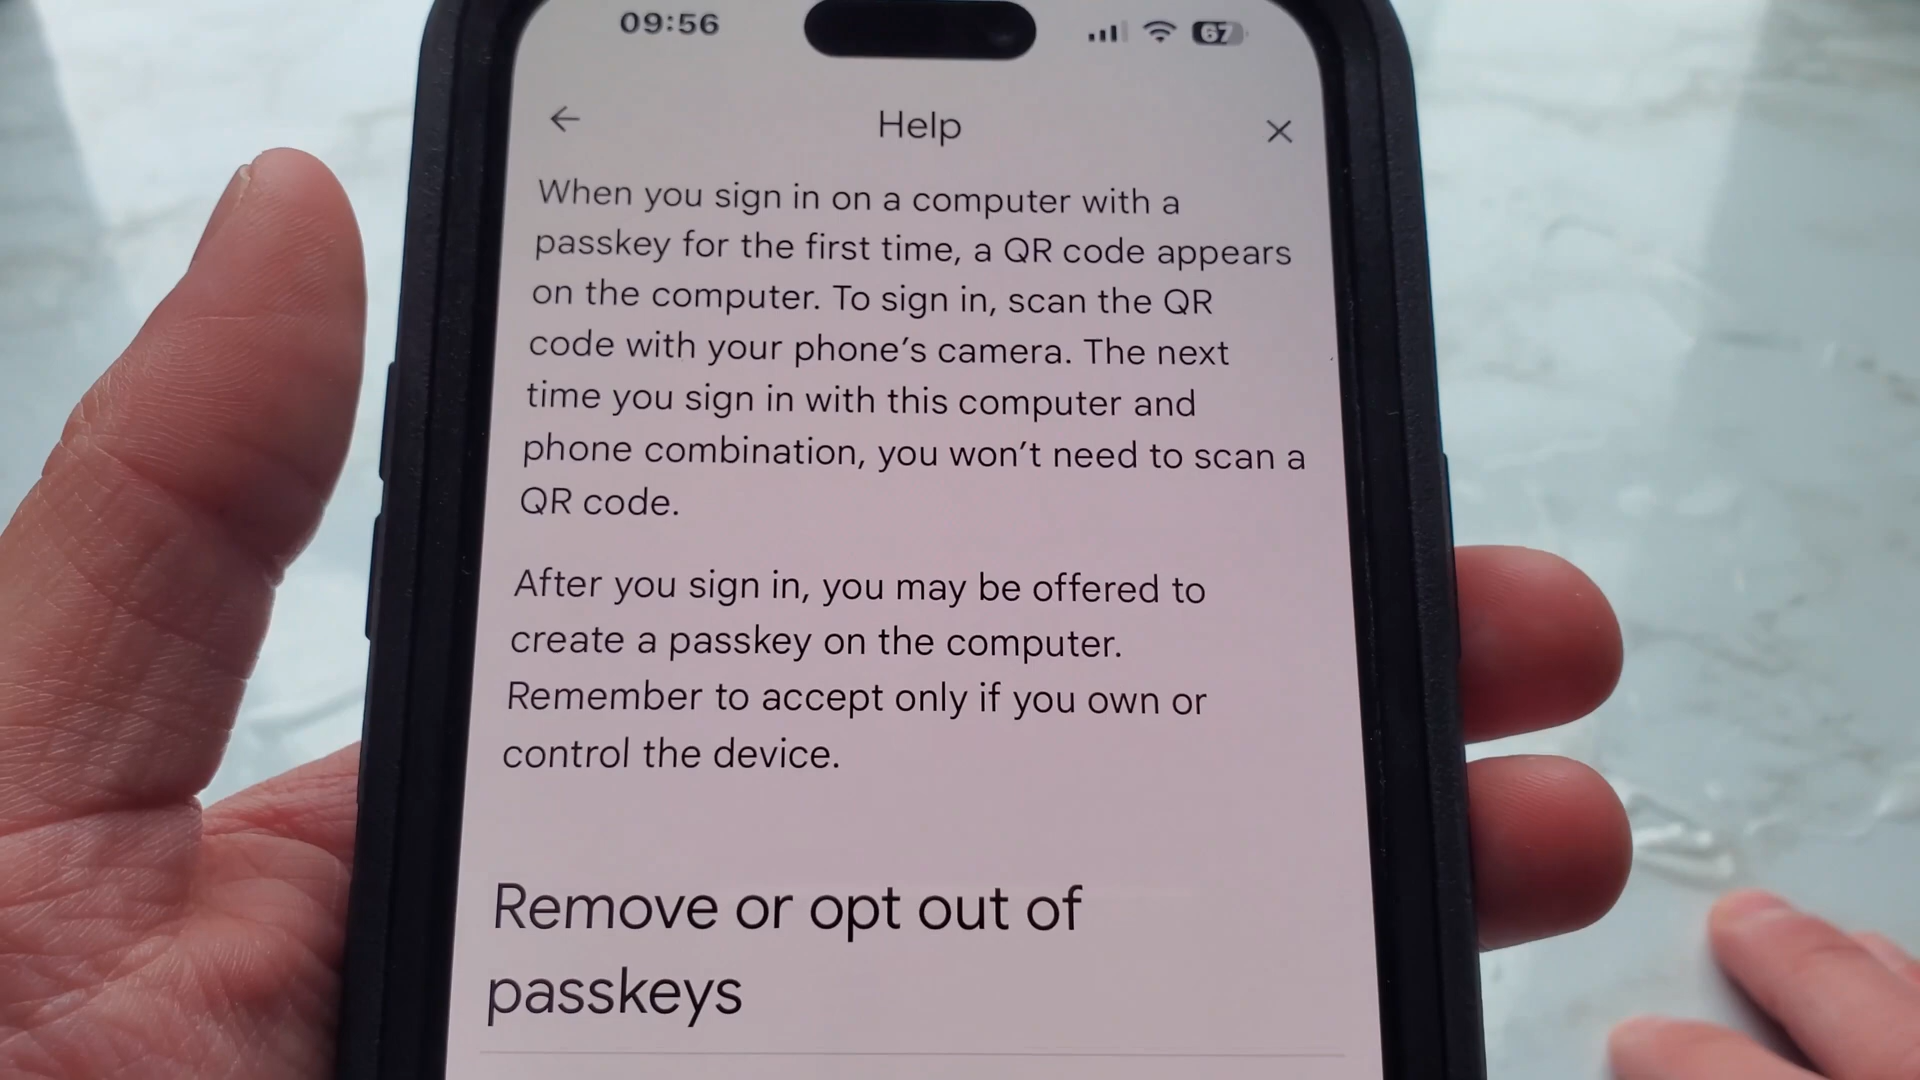 09:56
67
Help
When you sign in on a computer with a
passkey for the first time, a QR code appears
on the computer. To sign in, scan the QR
code with your phone’s camera. The next
time you sign in with this computer and
phone combination, you won’t need to scan a
QR code.
After you sign in, you may be offered to
create a passkey on the computer.
Remember to accept only if you own or
control the device.
Remove or opt out of
passkeys